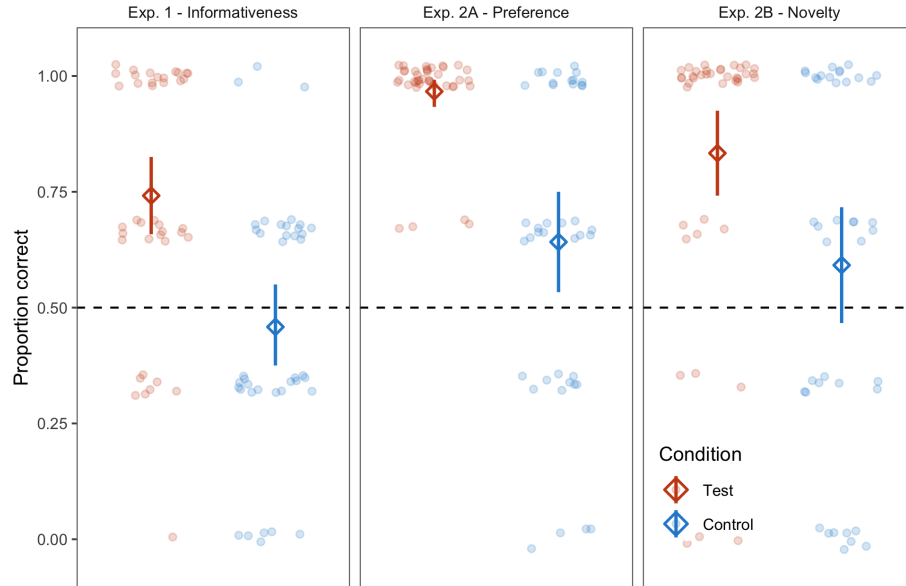 Exp. 1 - Informativeness
Exp. 2A - Preference
Exp. 2B - Novelty
Proportion correct
1.00
0.75
0.50
0.25
0.00
Condition
Test
Control